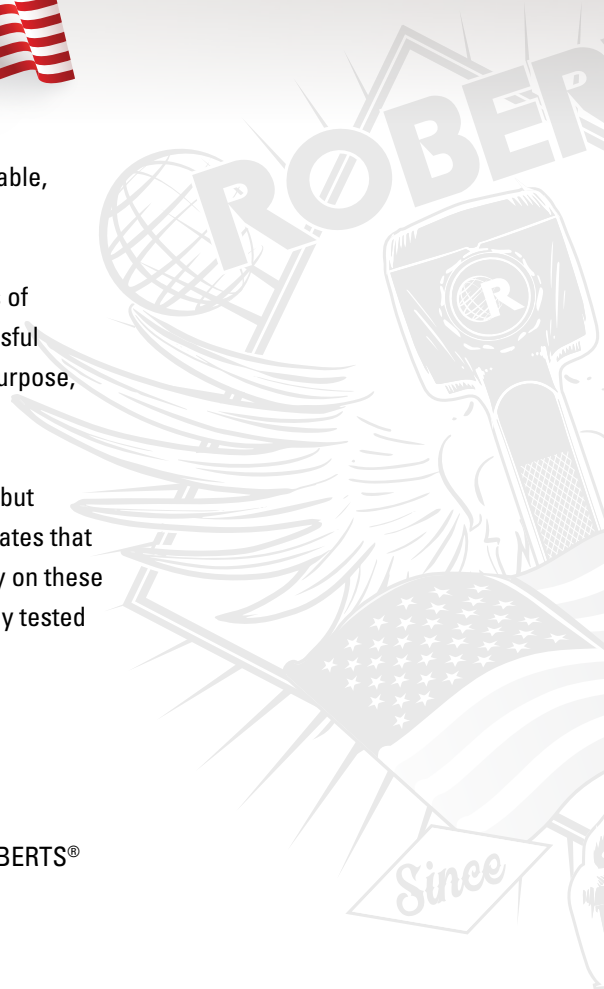 able,
of
sful
urpose,
but
ates that
y on these
y tested
BERTS®
ROBER
R
Since